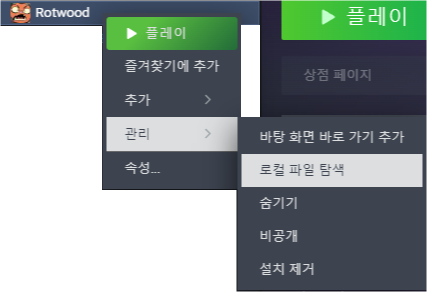 Rotwood
▶ 플레이
즐겨찾기에 추가
추가
관리
속성...
▶ 플레이
상점 페이지
바탕 화면 바로 가기 추가
로컬 파일 탐색
숨기기
비공개
설치 제거